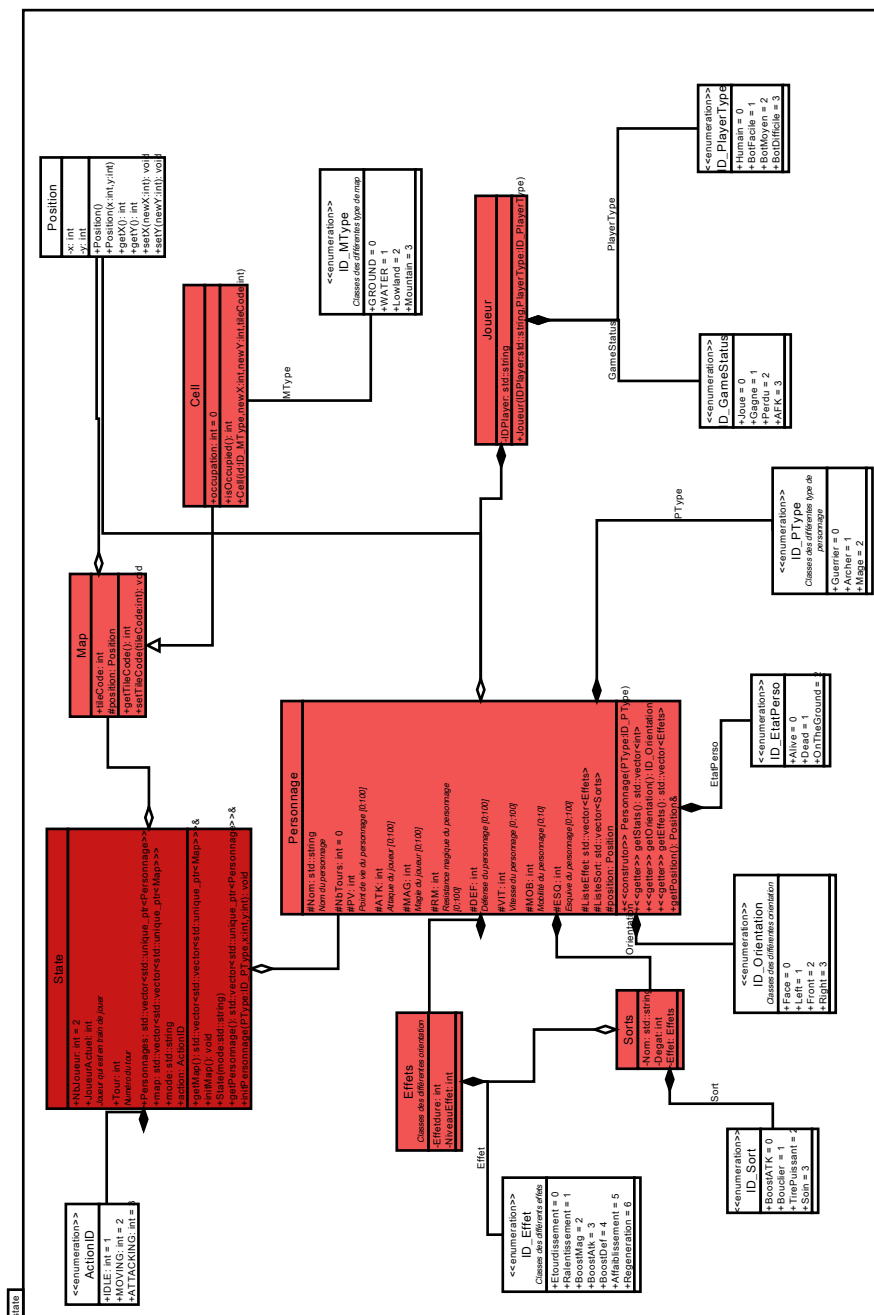 state
State
+NbJoueur: int = 2
+JoueurActuel: int
Joueur qui est en train de jouer
+Tour: int
Numéro du tour
+Personnages: std::vector<std::unique_ptr<Personnage>>
+map: std::vector<std::vector<std::unique_ptr<Map>>>
+mode: std::string
+action: ActionID
+getMap(): std::vector<std::vector<std::unique_ptr<Map>>>&
+initMap(): void
+State(mode:std::string)
+getPersonnage(): std::vector<std::unique_ptr<Personnage>>&
+initPersonnage(PType:ID_PType,x:int,y:int): void
<<enumeration>>
ActionID
+IDLE: int = 1
+MOVING: int = 2
+ATTACKING: int = 3
Map
+tileCode: int
#position: Position
+getTileCode(): int
+setTileCode(tileCode:int): void
Position
-x: int
-y: int
+Position()
+Position(x:int,y:int)
+getX(): int
+getY(): int
+setX(newX:int): void
+setY(newY:int): void
Cell
+occupation: int = 0
+isOccupied(): int
+Cell(id:ID_MType,newX:int,newY:int,tileCode:int)
MType
<<enumeration>>
ID_MType
Classes des différentes type de map
+GROUND = 0
+WATER = 1
+Lowland = 2
+Mountain = 3
Personnage
#Nom: std::string
Nom du personnage
#NbTours: int = 0
#PV: int
Point de vie du personnage [0;100]
#ATK: int
Attaque du joueur [0;100]
#MAG: int
Magie du joueur [0;100]
#RM: int
Resistance magique du personnage
[0;100]
#DEF: int
Défense du personnage [0;100]
#VIT: int
Vitesse du personnage [0;100]
#MOB: int
Mobilité du personnage [0;10]
#ESQ: int
Esquive du personnage [0;100]
#ListeEffet: std::vector<Effets>
#ListeSort: std::vector<Sorts>
#position: Position
+<<construtor>> Personnage(PType:ID_PType)
+<<getter>> getStats(): std::vector<int>
+<<getter>> getOrientation(): ID_Orientation
+<<getter>> getEffets(): std::vector<Effets>
+getPosition(): Position&
Joueur
-IDPlayer: std::string
+Joueur(IDPlayer:std::string,PlayerType:ID_PlayerType)
PlayerType
GameStatus
<<enumeration>>
ID_PlayerType
+Humain = 0
+BotFacile = 1
+BotMoyen = 2
+BotDifficile = 3
<<enumeration>>
ID_GameStatus
+Joue = 0
+Gagne = 1
+Perdu = 2
+AFK = 3
PType
<<enumeration>>
ID_PType
Classes des différentes type de
personnage
+Guerrier = 0
+Archer = 1
+Mage = 2
EtatPerso
<<enumeration>>
ID_EtatPerso
+Alive = 0
+Dead = 1
+OnTheGround = 2
Orientation
<<enumeration>>
ID_Orientation
Classes des différentes orientation
+Face = 0
+Left = 1
+Front = 2
+Right = 3
Effets
Classes des différentes orientation
-Effetdure: int
-NiveauEffet: int
Effet
<<enumeration>>
ID_Effet
Classes des différents effets
+Etourdissement = 0
+Ralentissement = 1
+BoostMag = 2
+BoostAtk = 3
+BoostDef = 4
+Affaiblissement = 5
+Regeneration = 6
Sorts
-Nom: std::string
-Degat: int
-Effet: Effets
Sort
<<enumeration>>
ID_Sort
+BoostATK = 0
+Bouclier = 1
+TirePuissant = 2
+Soin = 3